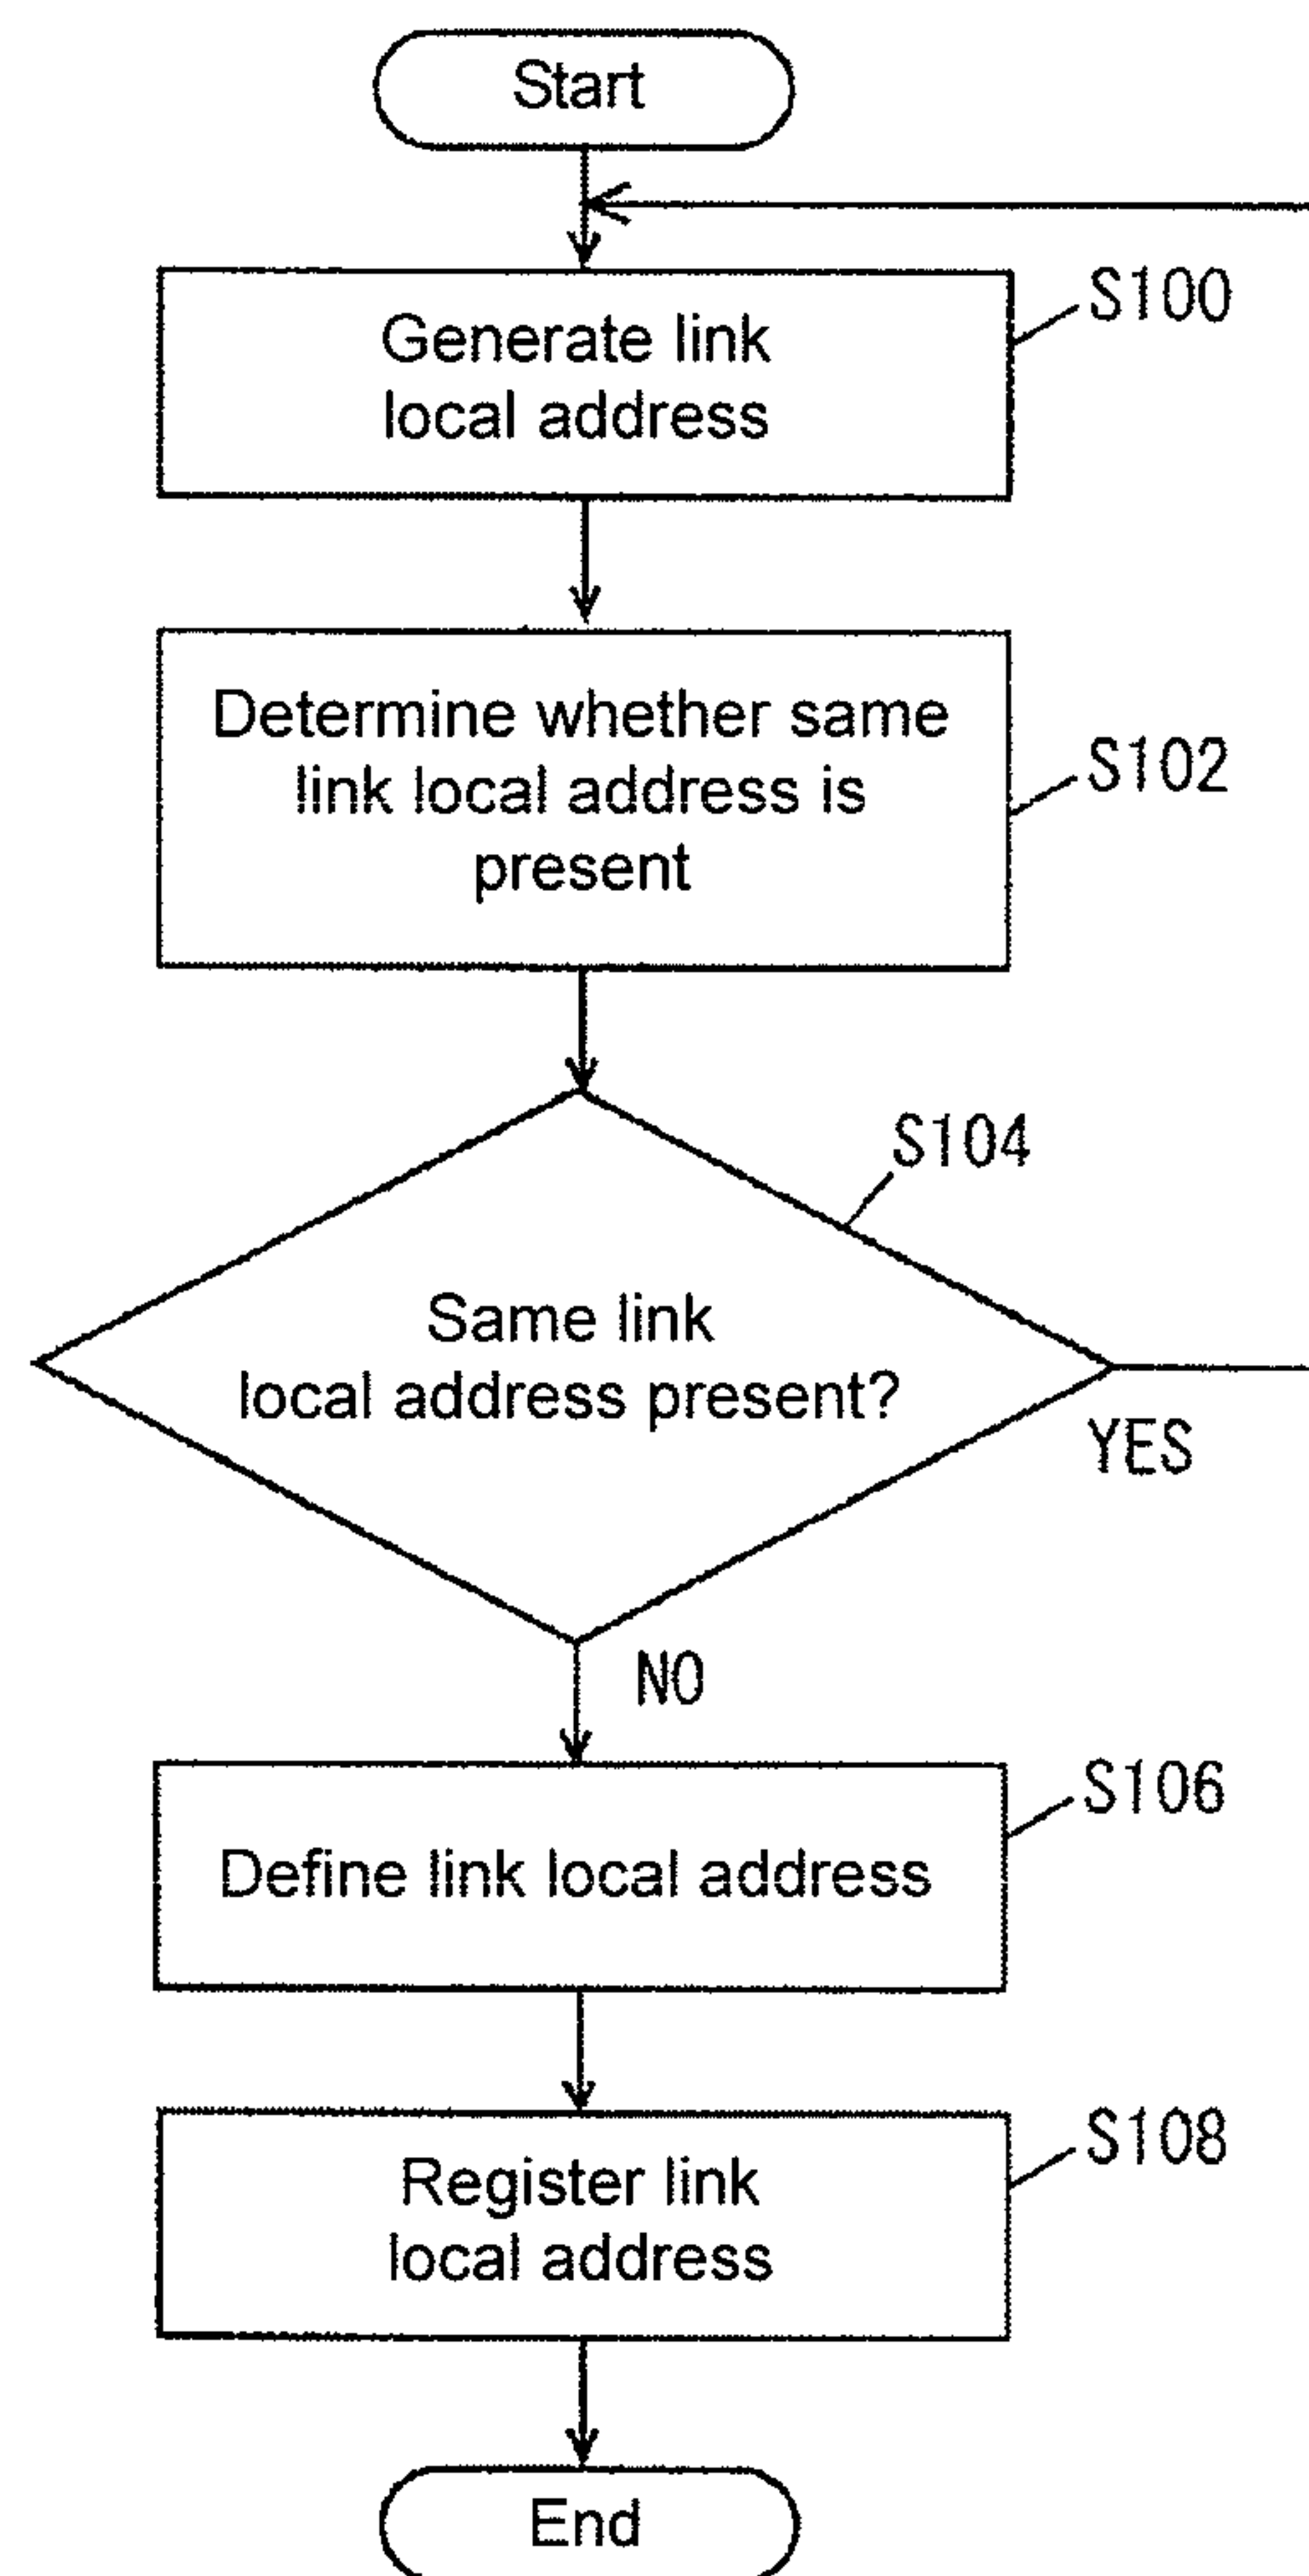 Start
Generate link
local address
S100
Determine whether same
link local address is
present
S102
S104
Same link
local address present?
YES
NO
Define link local address
S106
Register link
local address
S108
End